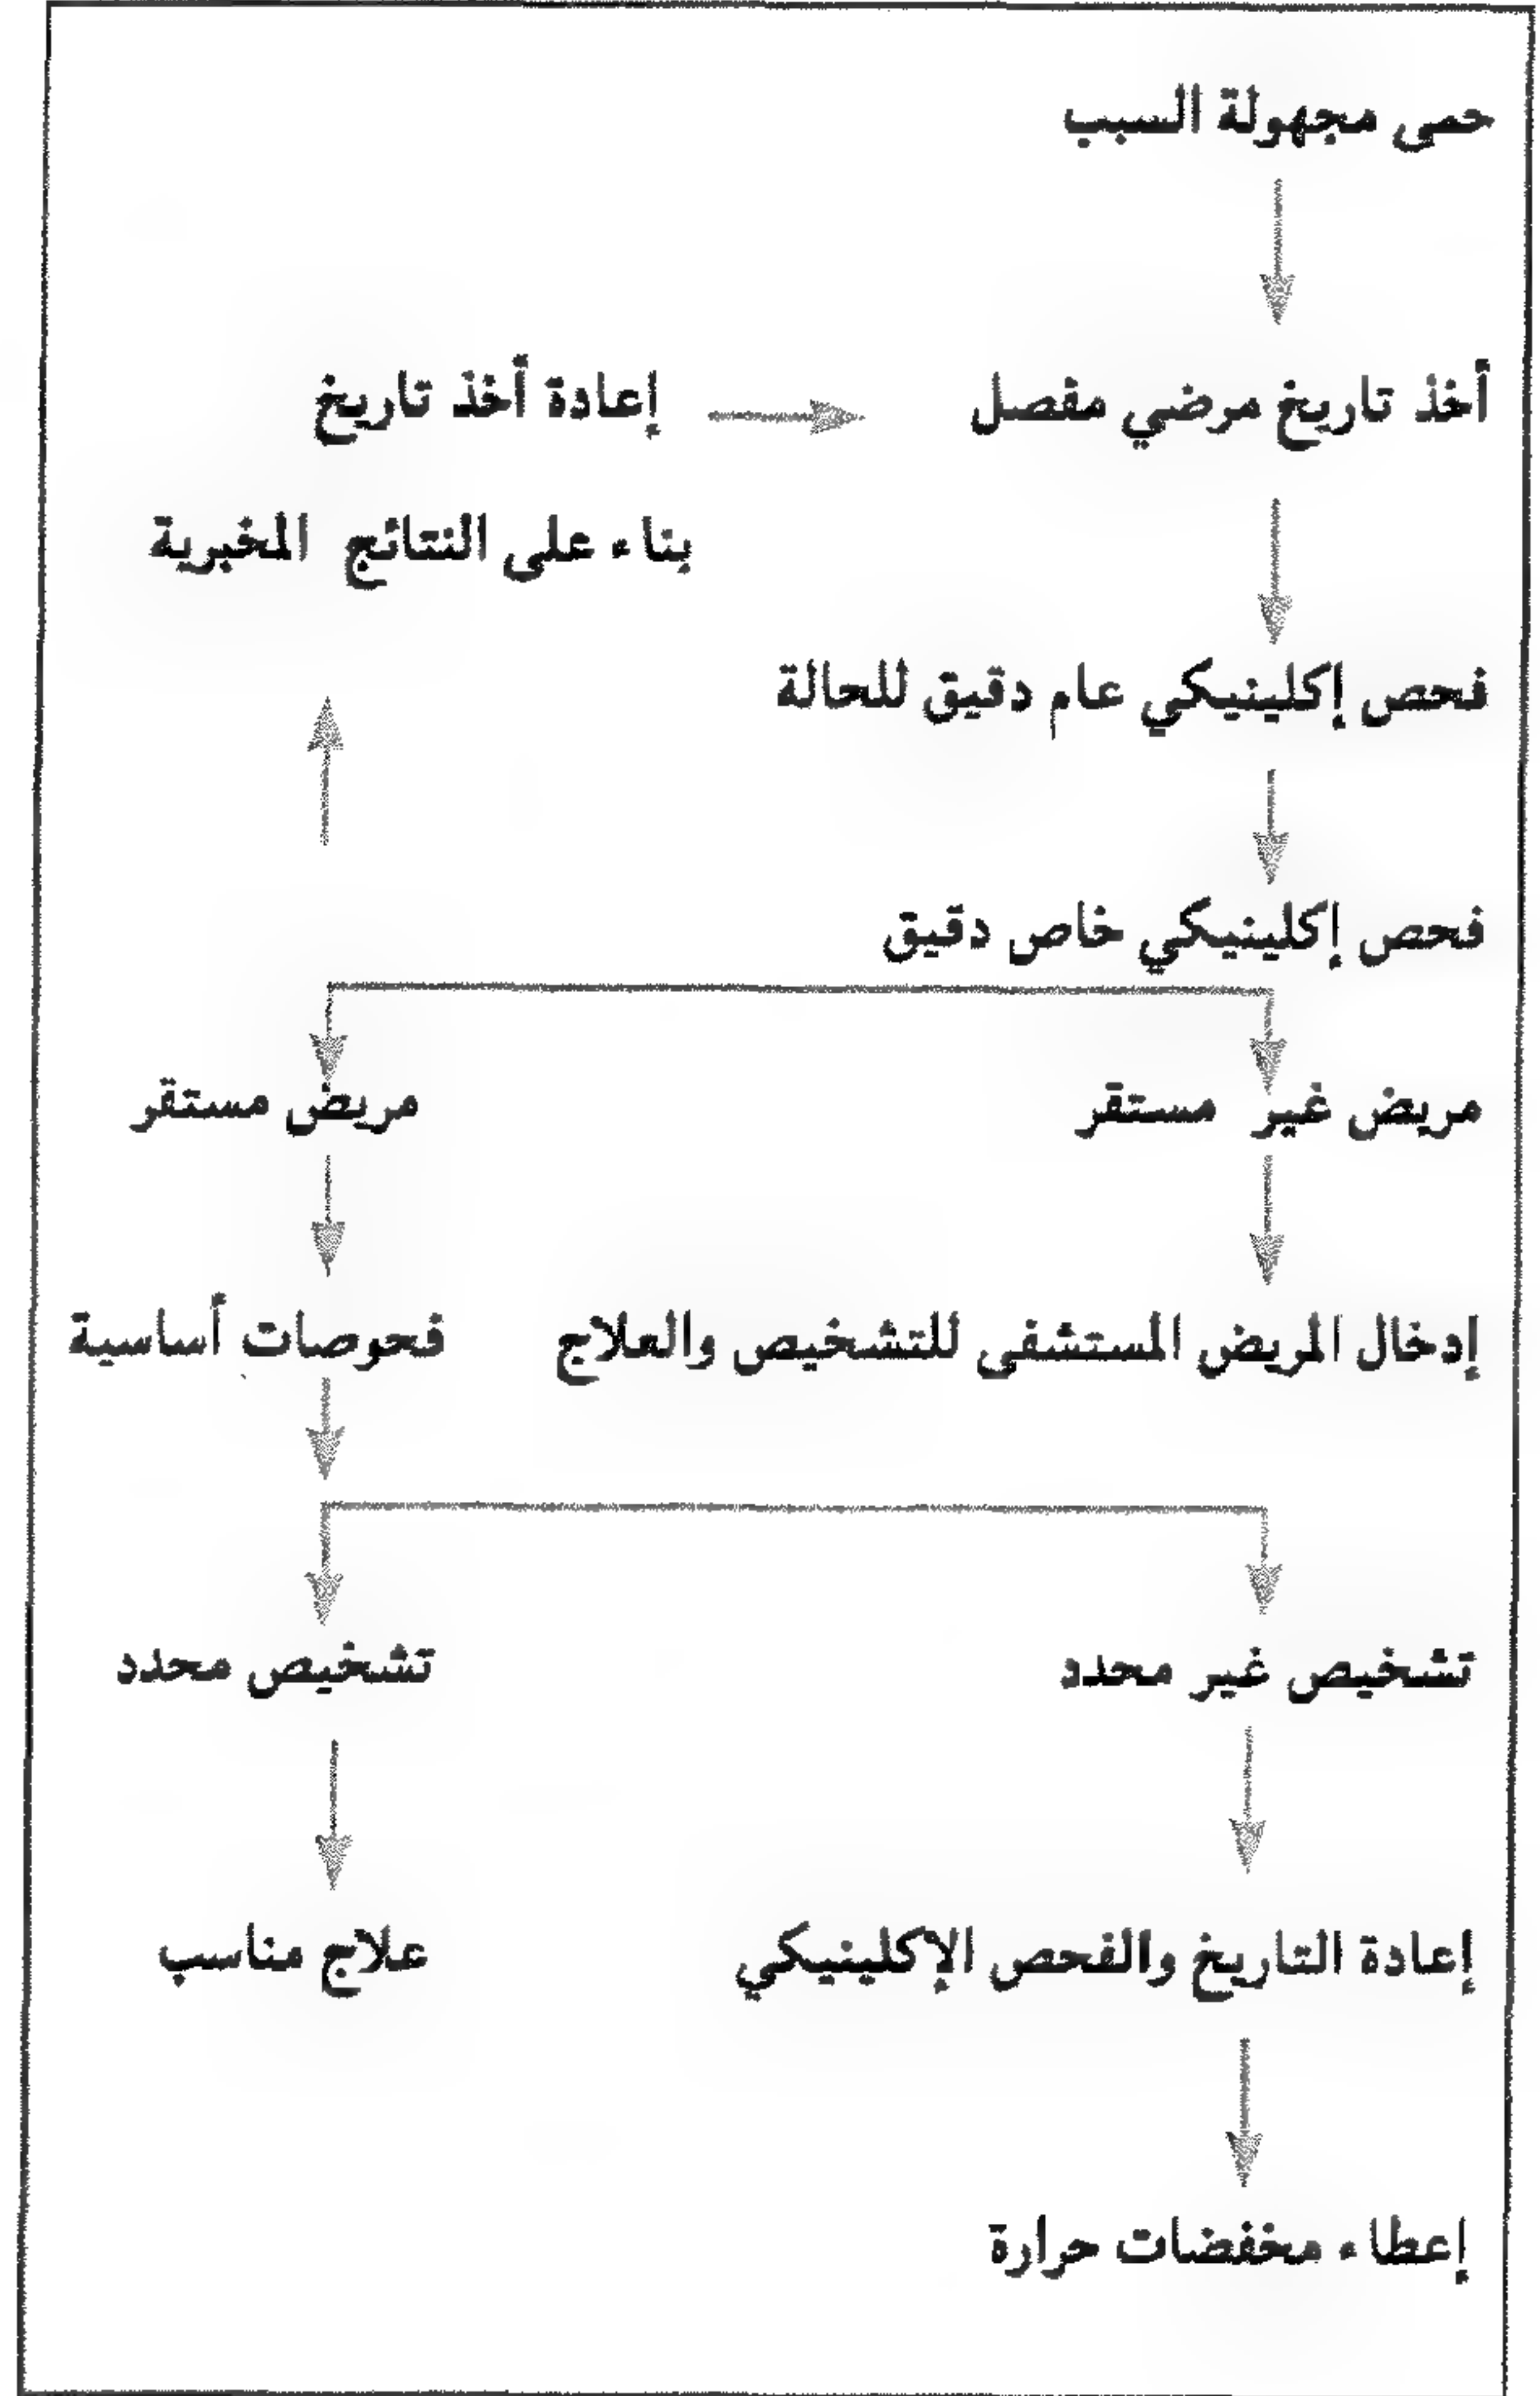 حمى مجهولة السبب
أخذ تاريخ مرضي مفصل
إعادة أخذ تاريخ
بناء على النتائج المخبرية
فحص إكلينيكي عام دقيق للحالة
فحص إكلينيكي خاص دقيق
مريض غير مستقر
مريض مستقر
إدخال المريض المستشفى للتشخيص والعلاج
فحوصات أساسية
تشخيص غير محدد
تشخيص محدد
إعادة التاريخ والفحص الإكلينيكي
علاج مناسب
إعطاء مخفضات حرارة